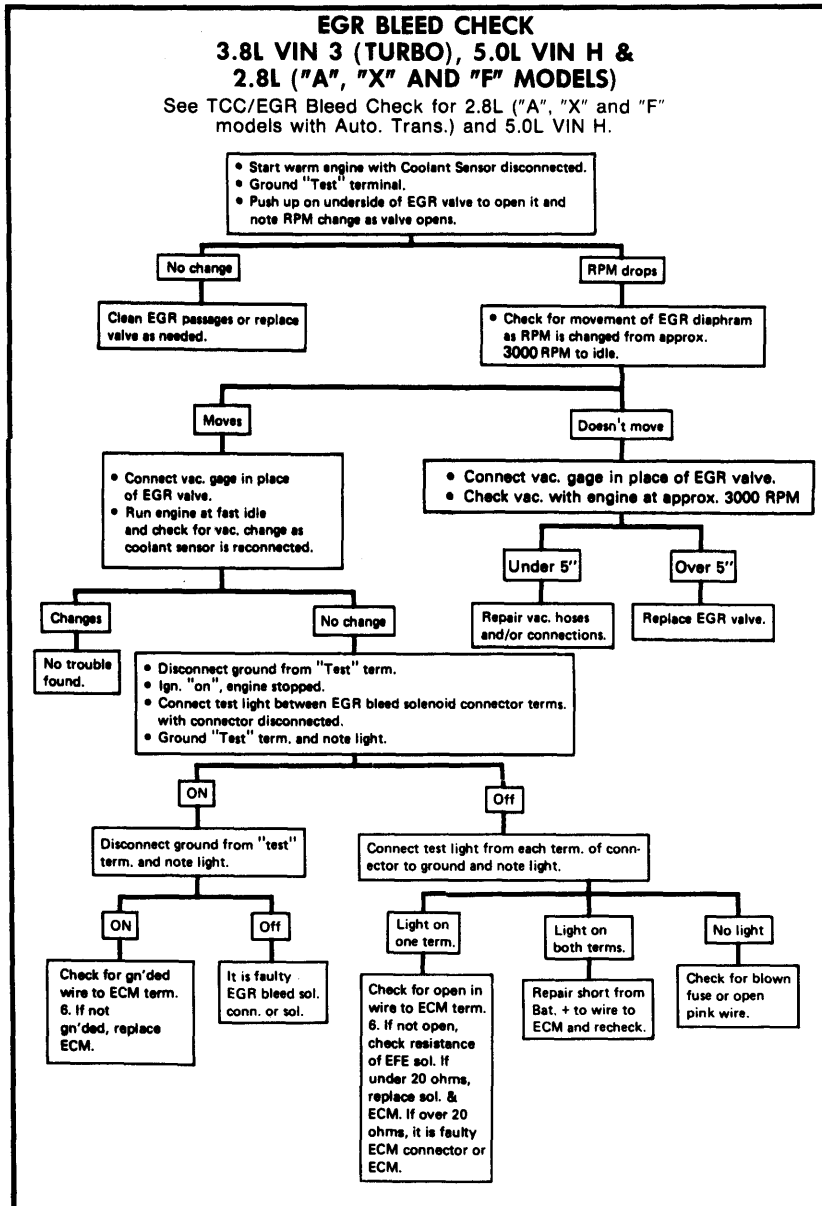 EGR BLEED CHECK
3.8L VIN 3 (TURBO), 5.0L VIN H &
2.8L ("A", "X" AND "F" MODELS)
See TCC/EGR Bleed Check for 2.8L ("A", "X" and "F"
models with Auto. Trans.) and 5.0L VIN H.
• Start warm engine with Coolant Sensor disconnected.
• Ground "Test" terminal.
• Push up on underside of EGR valve to open it and
note RPM change as valve opens.
No change
RPM drops
Clean EGR passages or replace
valve as needed.
• Check for movement of EGR diaphram
as RPM is changed from approx.
3000 RPM to idle.
Moves
Doesn't move
• Connect vac. gage in place
of EGR valve.
• Run engine at fast idle
and check for vac. change as
coolant sensor is reconnected.
• Connect vac. gage in place of EGR valve.
• Check vac. with engine at approx. 3000 RPM
Under 5"
Over 5"
Repair vac. hoses
and/or connections.
Replace EGR valve.
Changes
No change
No trouble
found.
• Disconnect ground from "Test" term.
• Ign. "on", engine stopped.
• Connect test light between EGR bleed solenoid connector terms.
with connector disconnected.
• Ground "Test" term. and note light.
ON
Off
Disconnect ground from "test"
term. and note light.
Connect test light from each term. of conn-
ector to ground and note light.
ON
Off
Light on
one term.
Light on
both terms.
No light
Check for gn'ded
wire to ECM term.
6. If not
gn'ded, replace
ECM.
It is faulty
EGR bleed sol.
conn. or sol.
Check for open in
wire to ECM term.
6. If not open,
check resistance
of EFE sol. If
under 20 ohms,
replace sol. &
ECM. If over 20
ohms, it is faulty
ECM connector or
ECM.
Repair short from
Bat. + to wire to
ECM and recheck.
Check for blown
fuse or open
pink wire.